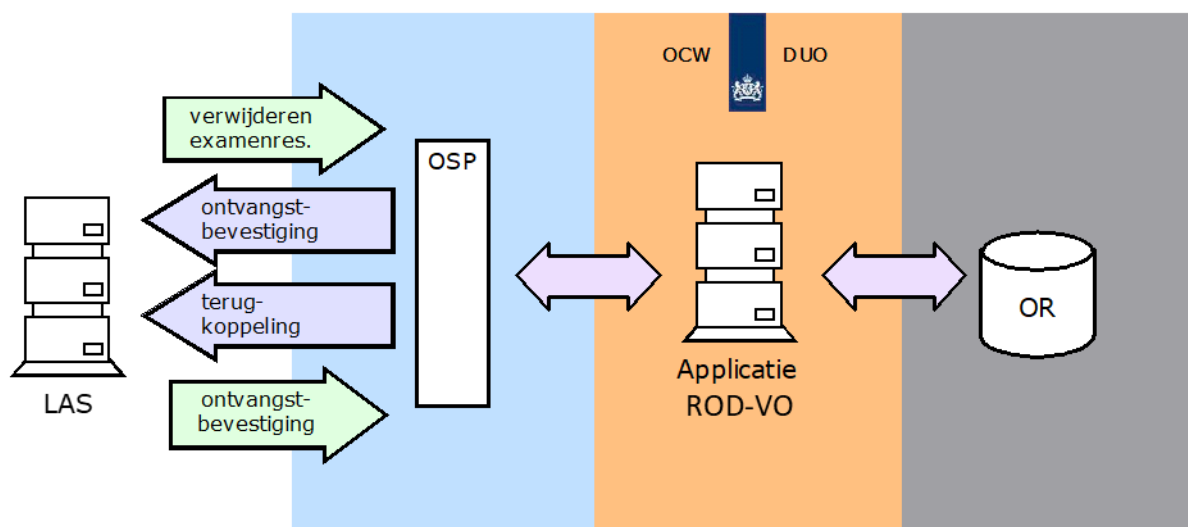 OCW DUO
verwijderen
examenres.
OSP
ontvangst-
bevestiging
terug-
koppeling
ontvangst-
bevestiging
LAS
Applicatie
ROD-VO
OR